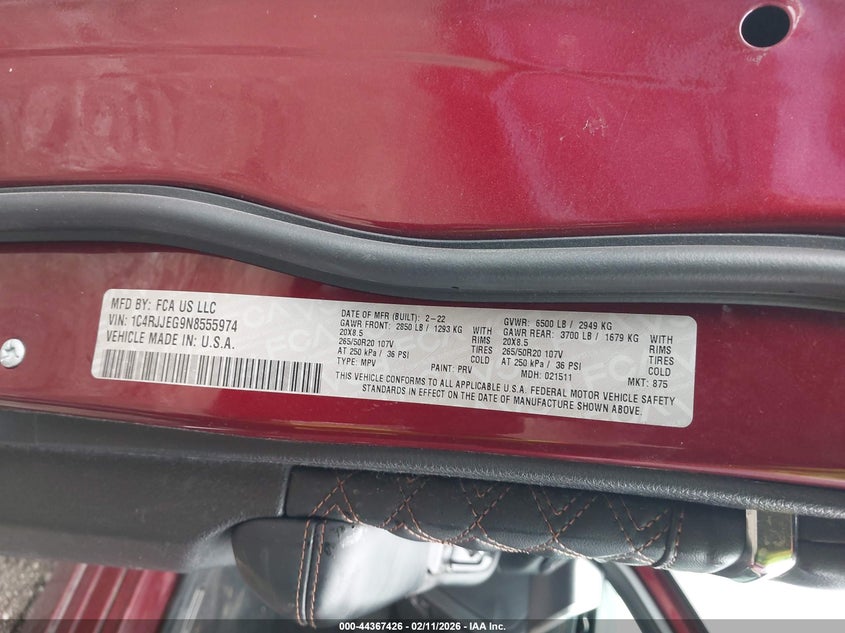 MFD BY: FCA US LLC
VIN: 1C4RJJEG9N8555974
VEHICLE MADE IN: U.S.A.
DATE OF MFR (BUILT): 2-22
GAWR FRONT: 2850 LB / 1293 KG WITH
20X8.5 RIMS
265/50R20 107V TIRES
AT 250 kPa / 36 PSI COLD
TYPE: MPV
PAINT: PRV
GVWR: 6500 LB / 2949 KG
GAWR REAR: 3700 LB / 1679 KG WITH
20X8.5 RIMS
265/50R20 107V TIRES
AT 250 kPa / 36 PSI COLD
MDH: 021511
MKT: 875
THIS VEHICLE CONFORMS TO ALL APPLICABLE U.S.A. FEDERAL MOTOR VEHICLE SAFETY
STANDARDS IN EFFECT ON THE DATE OF MANUFACTURE SHOWN ABOVE.
000-44367426 - 02/11/2026 - IAA Inc.